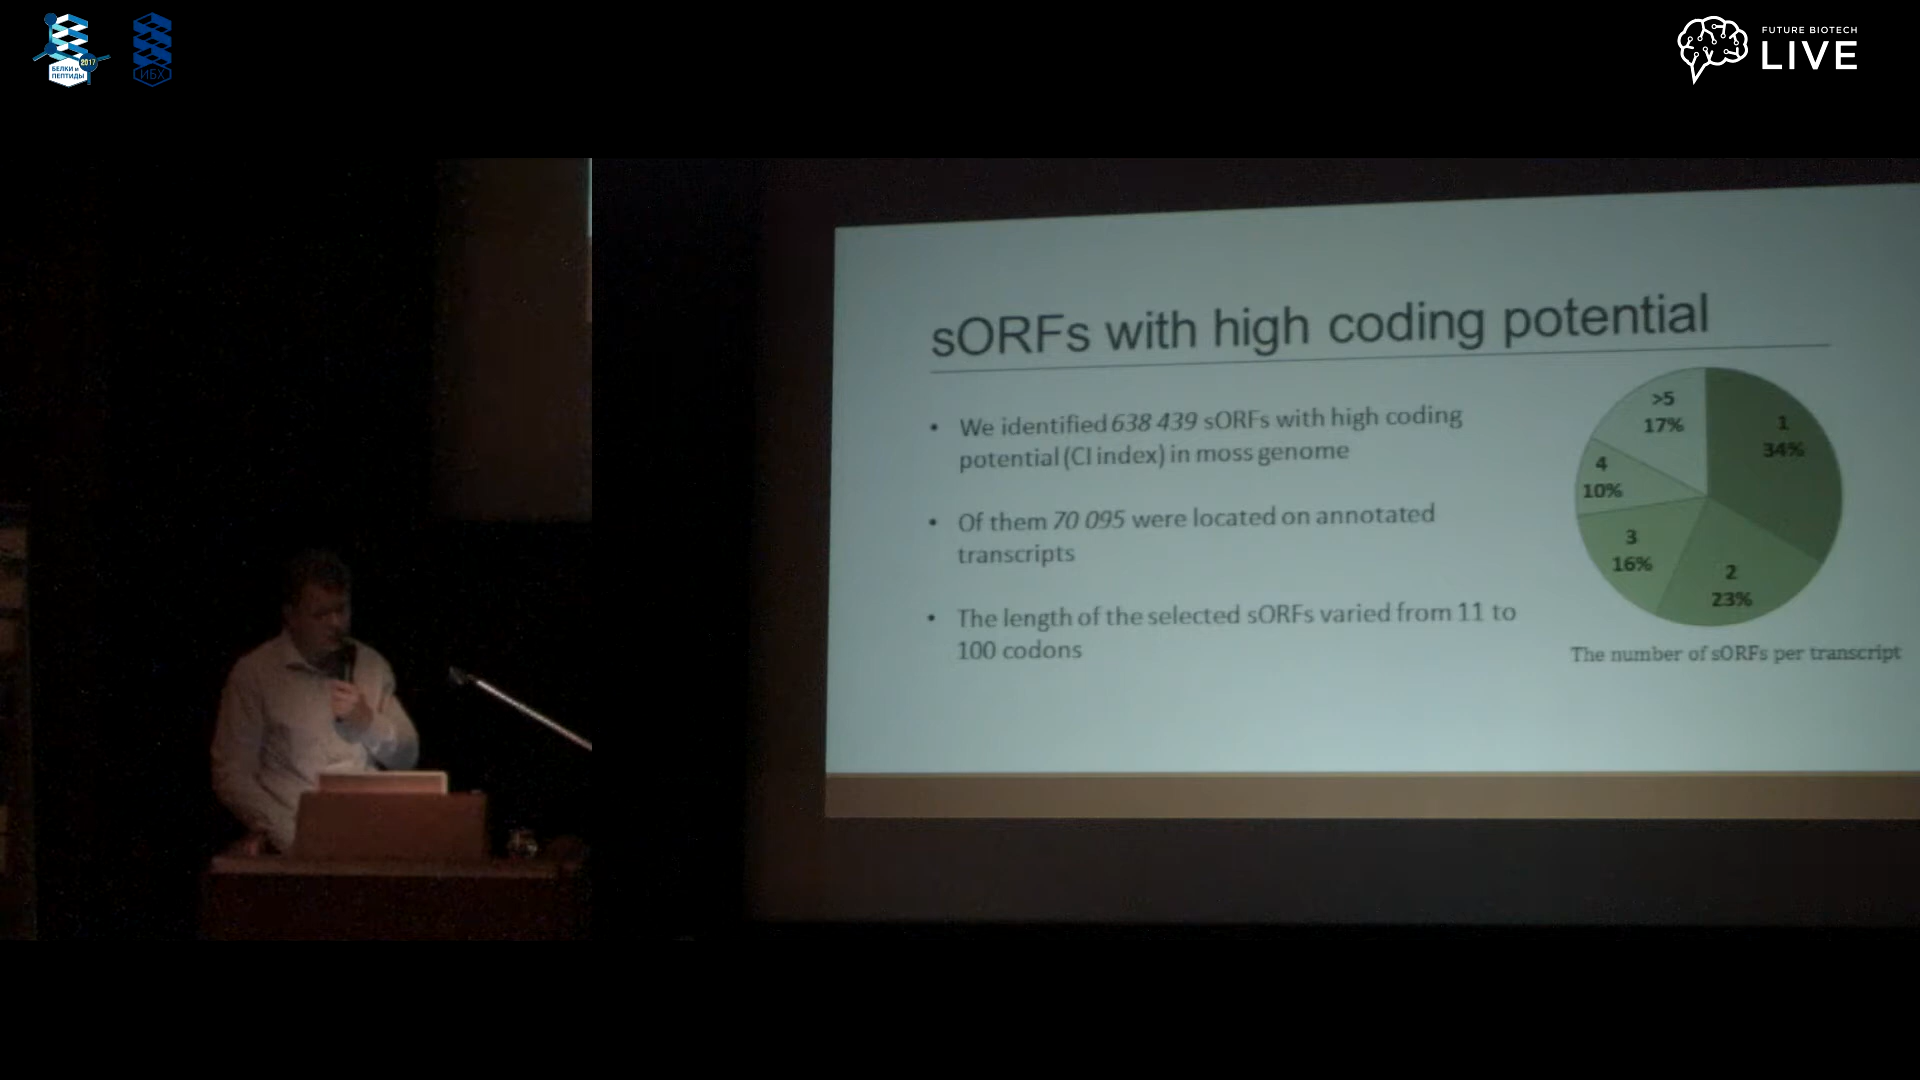 БЕЛКИ и
ПЕПТИДЫ
2017
ИБХ
FUTURE BIOTECH
LIVE
sORFs with high coding potential
• We identified 638 439 sORFs with high coding
potential (CI index) in moss genome
• Of them 70 095 were located on annotated
transcripts
• The length of the selected sORFs varied from 11 to
100 codons
>5
17%
1
34%
4
10%
3
16%
2
23%
The number of sORFs per transcript